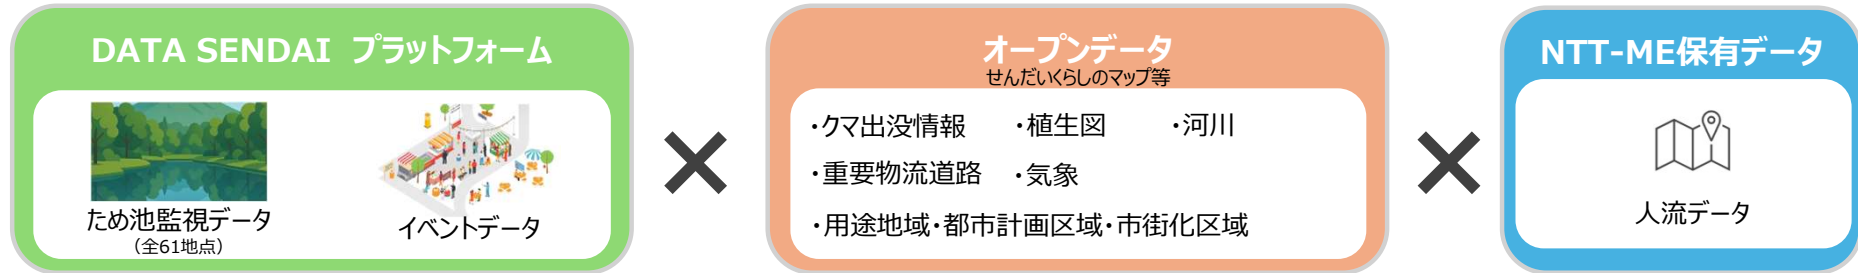 DATA SENDAI プラットフォーム
ため池監視データ
（全61地点）
イベントデータ
×
オープンデータ
せんだいくらしのマップ等
・クマ出没情報 ・植生図 ・河川
・重要物流道路 ・気象
・用途地域・都市計画区域・市街化区域
×
NTT-ME保有データ
人流データ